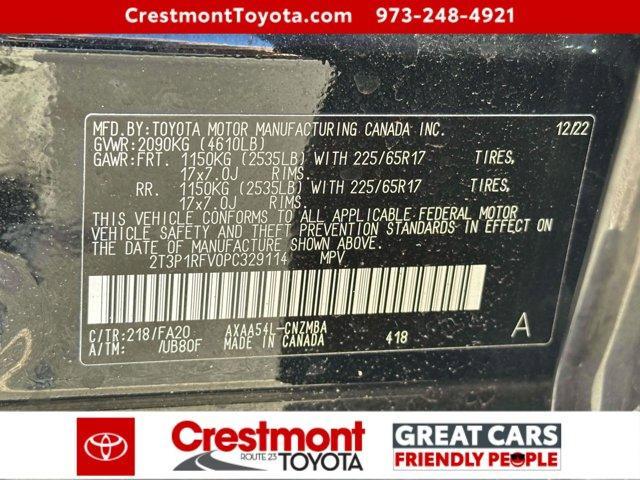 CrestmontToyota.com 973-248-4921
MFD.BY:TOYOTA MOTOR MANUFACTURING CANADA INC. 12/22
GVWR:2090KG (4610LB)
GAWR:FRT. 1150KG (2535LB) WITH 225/65R17 TIRES,
17x7.0J RIMS.
RR. 1150KG (2535LB) WITH 225/65R17 TIRES,
17x7.0J RIMS.
THIS VEHICLE CONFORMS TO ALL APPLICABLE FEDERAL MOTOR
VEHICLE SAFETY AND THEFT PREVENTION STANDARDS IN EFFECT ON
THE DATE OF MANUFACTURE SHOWN ABOVE.
2T3P1RFV0PC329114 MPV
C/TR:218/FA20 AXAA54L-CNZMBA
A/TM: /UB80F MADE IN CANADA 418 A
TOYOTA
Crestmont
ROUTE 23 TOYOTA
GREAT CARS
FRIENDLY PEOPLE